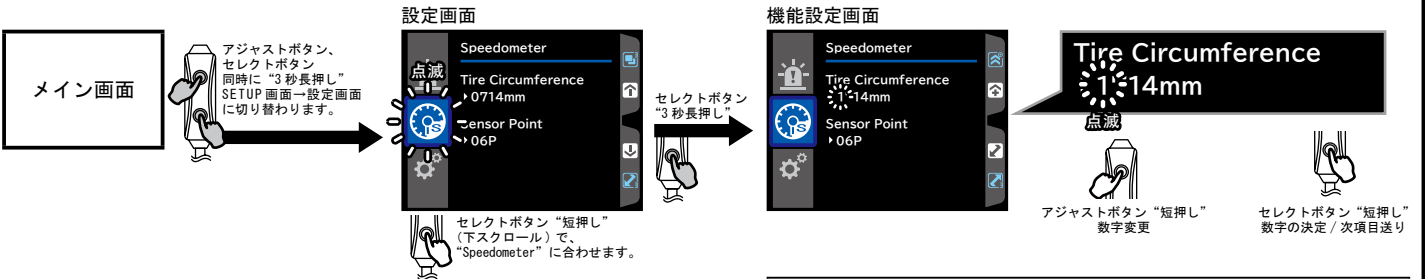 設定画面
機能設定画面
メイン画面
アジャストボタン、
セレクトボタン
同時に“3秒長押し”
SETUP画面→設定画面
に切り替わります。
Speedometer
点滅
Tire Circumference
0714mm
Sensor Point
06P
セレクトボタン“短押し”
(下スクロール)で、
“Speedometer”に合わせます。
セレクトボタン
“3秒長押し”
Speedometer
Tire Circumference
1 14mm
Sensor Point
06P
Tire Circumference
1 14mm
点滅
アジャストボタン“短押し”
数字変更
セレクトボタン“短押し”
数字の決定/次項目送り